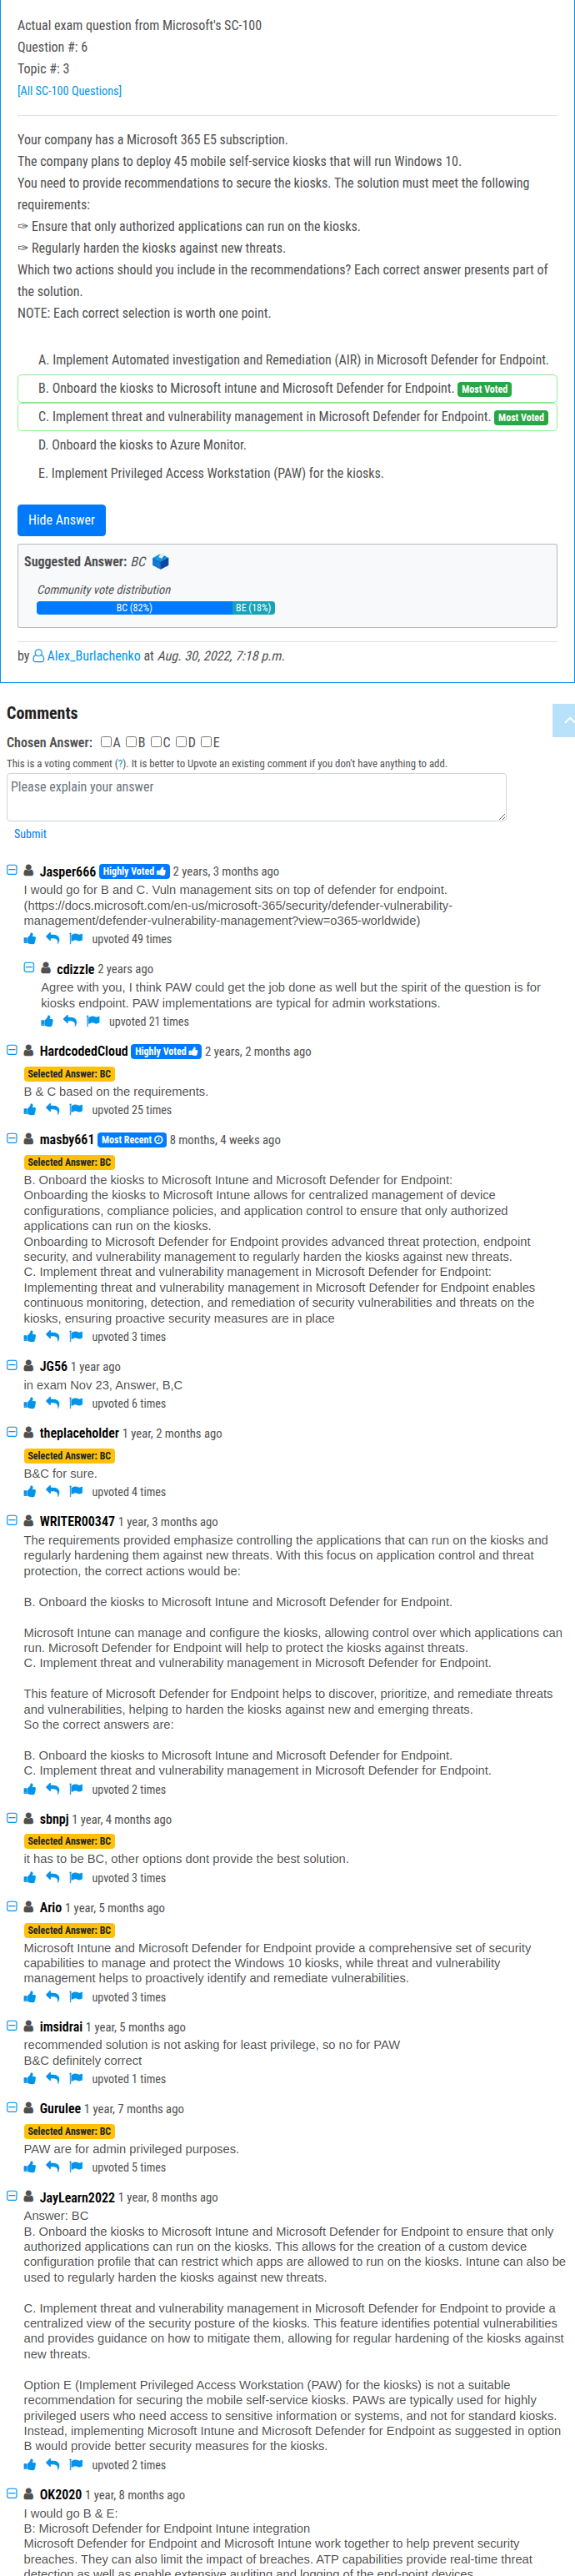 Actual exam question from Microsoft's SC-100
Question #: 6
Topic #: 3
[All SC-100 Questions]
Your company has a Microsoft 365 E5 subscription.
The company plans to deploy 45 mobile self-service kiosks that will run Windows 10.
You need to provide recommendations to secure the kiosks. The solution must meet the following
requirements:
✑ Ensure that only authorized applications can run on the kiosks.
✑ Regularly harden the kiosks against new threats.
Which two actions should you include in the recommendations? Each correct answer presents part of
the solution.
NOTE: Each correct selection is worth one point.
A. Implement Automated investigation and Remediation (AIR) in Microsoft Defender for Endpoint.
B. Onboard the kiosks to Microsoft intune and Microsoft Defender for Endpoint. Most Voted
C. Implement threat and vulnerability management in Microsoft Defender for Endpoint. Most Voted
D. Onboard the kiosks to Azure Monitor.
E. Implement Privileged Access Workstation (PAW) for the kiosks.
Hide Answer
Suggested Answer: BC
Community vote distribution
BC (82%) BE (18%)
by Alex_Burlachenko at Aug. 30, 2022, 7:18 p.m.
Comments
Chosen Answer: A B C D E
This is a voting comment (?). It is better to Upvote an existing comment if you don't have anything to add.
Please explain your answer
Submit
Jasper666 Highly Voted 2 years, 3 months ago
I would go for B and C. Vuln management sits on top of defender for endpoint.
(https://docs.microsoft.com/en-us/microsoft-365/security/defender-vulnerability-
management/defender-vulnerability-management?view=o365-worldwide)
upvoted 49 times
cdizzle 2 years ago
Agree with you, I think PAW could get the job done as well but the spirit of the question is for
kiosks endpoint. PAW implementations are typical for admin workstations.
upvoted 21 times
HardcodedCloud Highly Voted 2 years, 2 months ago
Selected Answer: BC
B & C based on the requirements.
upvoted 25 times
masby661 Most Recent 8 months, 4 weeks ago
Selected Answer: BC
B. Onboard the kiosks to Microsoft Intune and Microsoft Defender for Endpoint:
Onboarding the kiosks to Microsoft Intune allows for centralized management of device
configurations, compliance policies, and application control to ensure that only authorized
applications can run on the kiosks.
Onboarding to Microsoft Defender for Endpoint provides advanced threat protection, endpoint
security, and vulnerability management to regularly harden the kiosks against new threats.
C. Implement threat and vulnerability management in Microsoft Defender for Endpoint:
Implementing threat and vulnerability management in Microsoft Defender for Endpoint enables
continuous monitoring, detection, and remediation of security vulnerabilities and threats on the
kiosks, ensuring proactive security measures are in place
upvoted 3 times
JG56 1 year ago
in exam Nov 23, Answer, B,C
upvoted 6 times
theplaceholder 1 year, 2 months ago
Selected Answer: BC
B&C for sure.
upvoted 4 times
WRITER00347 1 year, 3 months ago
The requirements provided emphasize controlling the applications that can run on the kiosks and
regularly hardening them against new threats. With this focus on application control and threat
protection, the correct actions would be:
B. Onboard the kiosks to Microsoft Intune and Microsoft Defender for Endpoint.
Microsoft Intune can manage and configure the kiosks, allowing control over which applications can
run. Microsoft Defender for Endpoint will help to protect the kiosks against threats.
C. Implement threat and vulnerability management in Microsoft Defender for Endpoint.
This feature of Microsoft Defender for Endpoint helps to discover, prioritize, and remediate threats
and vulnerabilities, helping to harden the kiosks against new and emerging threats.
So the correct answers are:
B. Onboard the kiosks to Microsoft Intune and Microsoft Defender for Endpoint.
C. Implement threat and vulnerability management in Microsoft Defender for Endpoint.
upvoted 2 times
sbnpj 1 year, 4 months ago
Selected Answer: BC
it has to be BC, other options dont provide the best solution.
upvoted 3 times
Ario 1 year, 5 months ago
Selected Answer: BC
Microsoft Intune and Microsoft Defender for Endpoint provide a comprehensive set of security
capabilities to manage and protect the Windows 10 kiosks, while threat and vulnerability
management helps to proactively identify and remediate vulnerabilities.
upvoted 3 times
imsidrai 1 year, 5 months ago
recommended solution is not asking for least privilege, so no for PAW
B&C definitely correct
upvoted 1 times
Gurulee 1 year, 7 months ago
Selected Answer: BC
PAW are for admin privileged purposes.
upvoted 5 times
JayLearn2022 1 year, 8 months ago
Answer: BC
B. Onboard the kiosks to Microsoft Intune and Microsoft Defender for Endpoint to ensure that only
authorized applications can run on the kiosks. This allows for the creation of a custom device
configuration profile that can restrict which apps are allowed to run on the kiosks. Intune can also be
used to regularly harden the kiosks against new threats.
C. Implement threat and vulnerability management in Microsoft Defender for Endpoint to provide a
centralized view of the security posture of the kiosks. This feature identifies potential vulnerabilities
and provides guidance on how to mitigate them, allowing for regular hardening of the kiosks against
new threats.
Option E (Implement Privileged Access Workstation (PAW) for the kiosks) is not a suitable
recommendation for securing the mobile self-service kiosks. PAWs are typically used for highly
privileged users who need access to sensitive information or systems, and not for standard kiosks.
Instead, implementing Microsoft Intune and Microsoft Defender for Endpoint as suggested in option
B would provide better security measures for the kiosks.
upvoted 2 times
OK2020 1 year, 8 months ago
I would go B & E:
B: Microsoft Defender for Endpoint Intune integration
Microsoft Defender for Endpoint and Microsoft Intune work together to help prevent security
breaches. They can also limit the impact of breaches. ATP capabilities provide real-time threat
detection as well as enable extensive auditing and logging of the end-point devices.